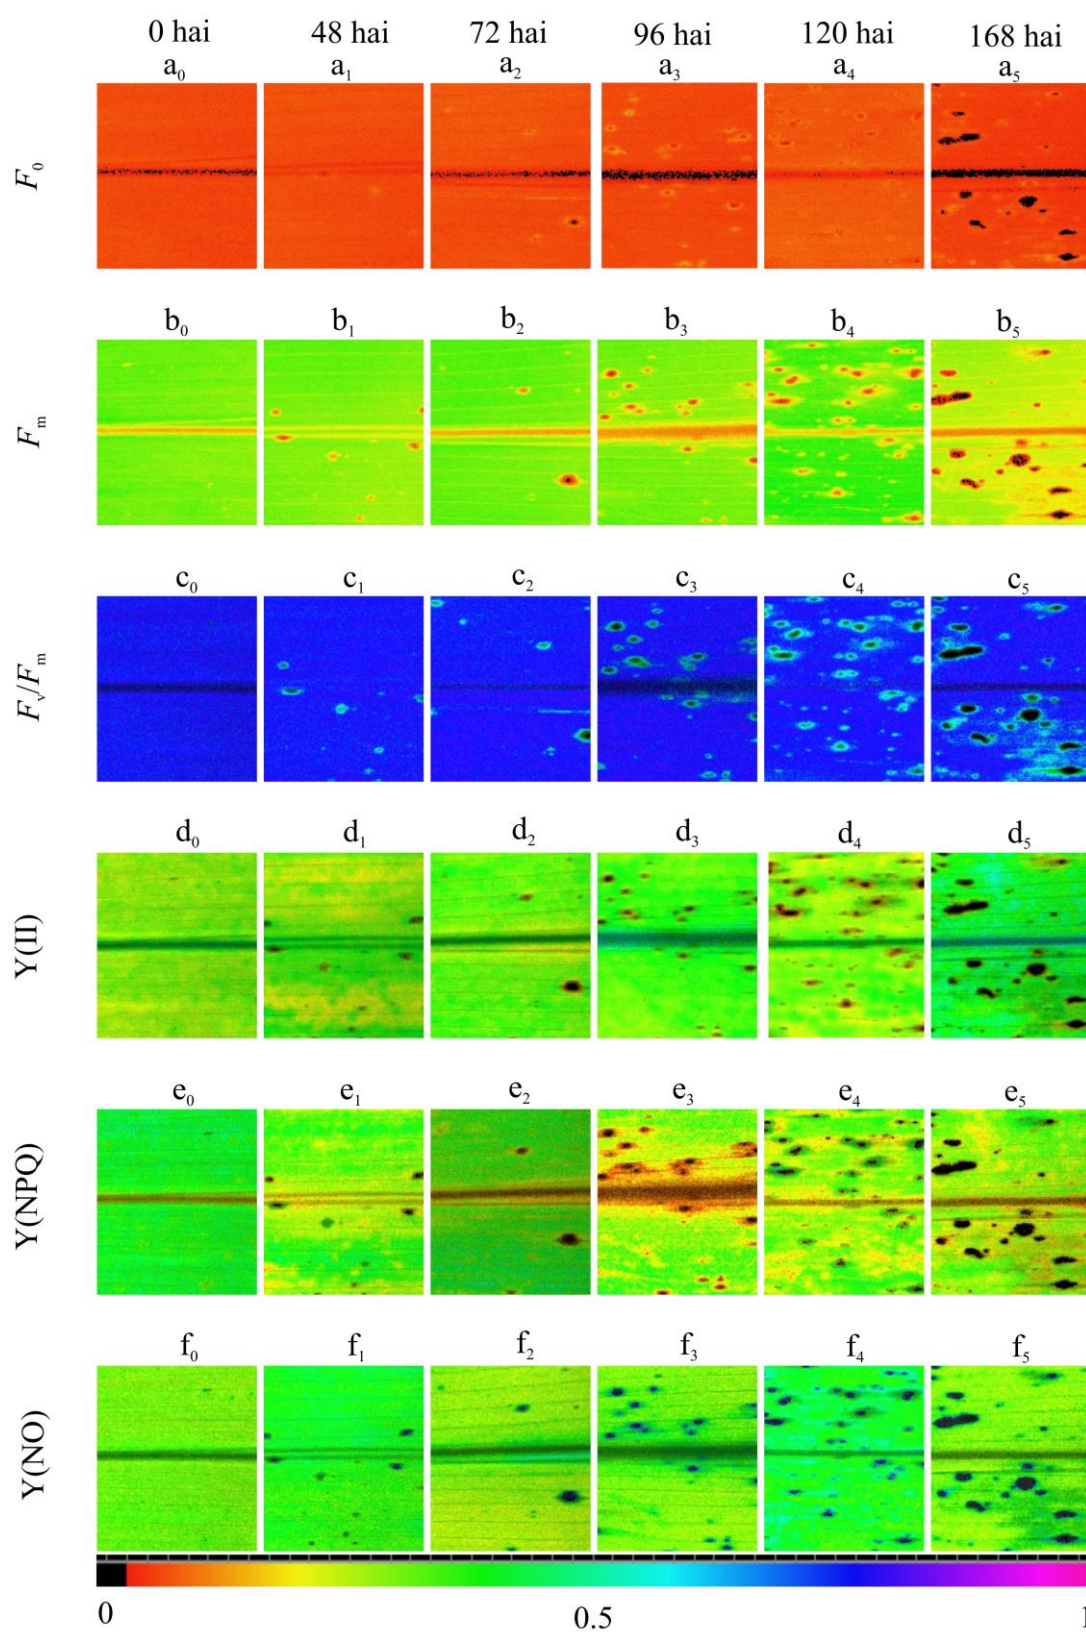 0 hai 48 hai 72 hai 96 hai 120 hai 168 hai
a₀ a₁ a₂ a₃ a₄ a₅
F₀
b₀ b₁ b₂ b₃ b₄ b₅
Fₘ
c₀ c₁ c₂ c₃ c₄ c₅
Fᵥ/Fₘ
d₀ d₁ d₂ d₃ d₄ d₅
Y(II)
e₀ e₁ e₂ e₃ e₄ e₅
Y(NPQ)
f₀ f₁ f₂ f₃ f₄ f₅
Y(NO)
0 0.5 1